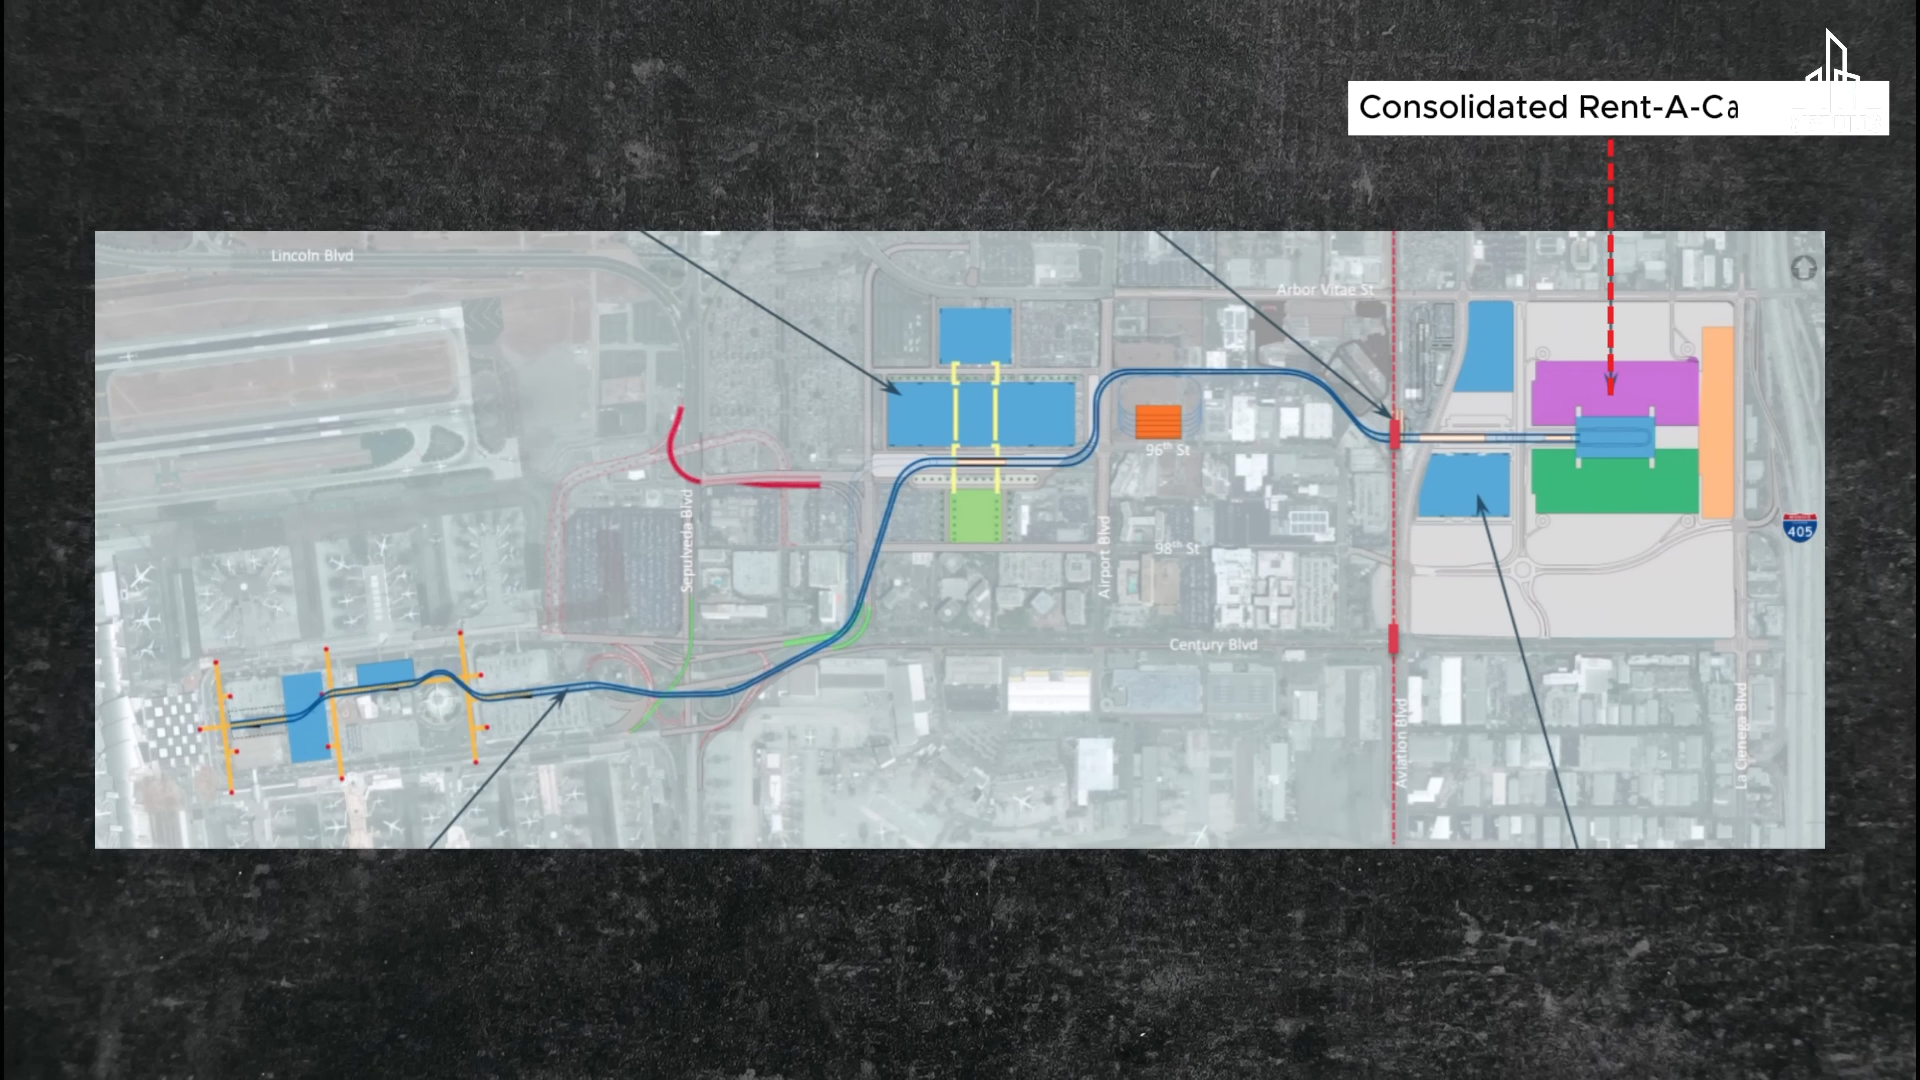 Consolidated Rent-A-Ca
Lincoln Blvd
Arbor Vitae St
96th St
Sepulveda Blvd
Airport Blvd
98th St
405
Century Blvd
Aviation Blvd
La Cienega Blvd